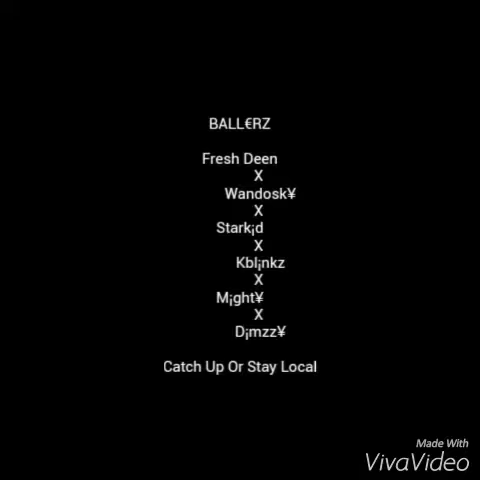 BALL€RZ
Fresh Deen
X
Wandosk¥
X
Stark¡d
X
Kbl¡nkz
X
M¡ght¥
X
D¡mzz¥
Catch Up Or Stay Local
Made With
VivaVideo